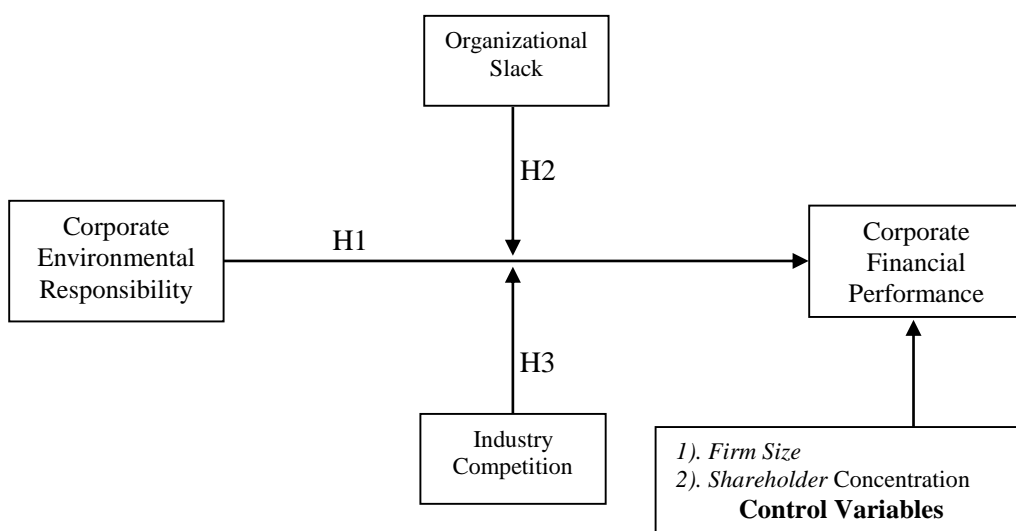 Organizational
Slack
H2
Corporate
Environmental
Responsibility
H1
Corporate
Financial
Performance
H3
Industry
Competition
1). Firm Size
2). Shareholder Concentration
Control Variables